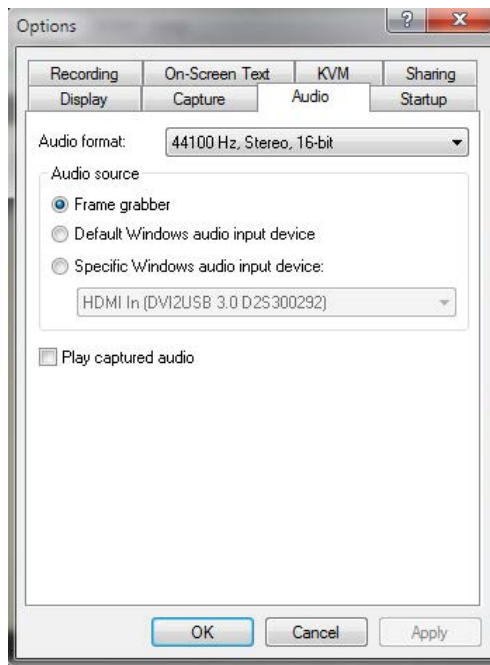 Options
Recording On-Screen Text KVM Sharing
Display Capture Audio Startup
Audio format: 44100 Hz, Stereo, 16-bit
Audio source
Frame grabber
Default Windows audio input device
Specific Windows audio input device:
HDMI In (DVI2USB 3.0 D2S300292)
Play captured audio
OK Cancel Apply